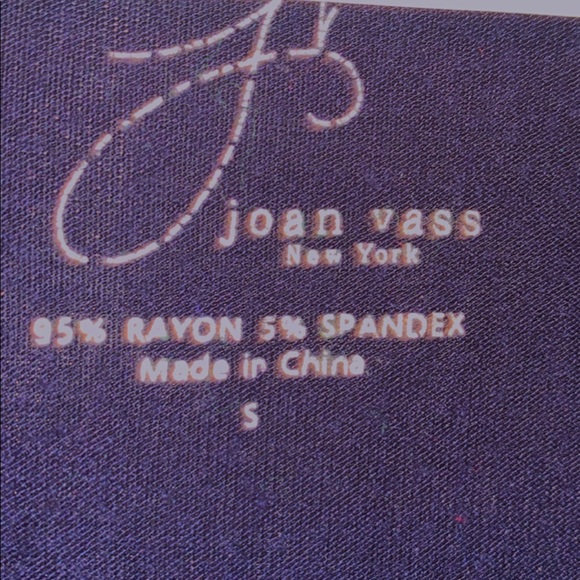 joan vass
New York
95% RAYON 5% SPANDEX
Made in China
S